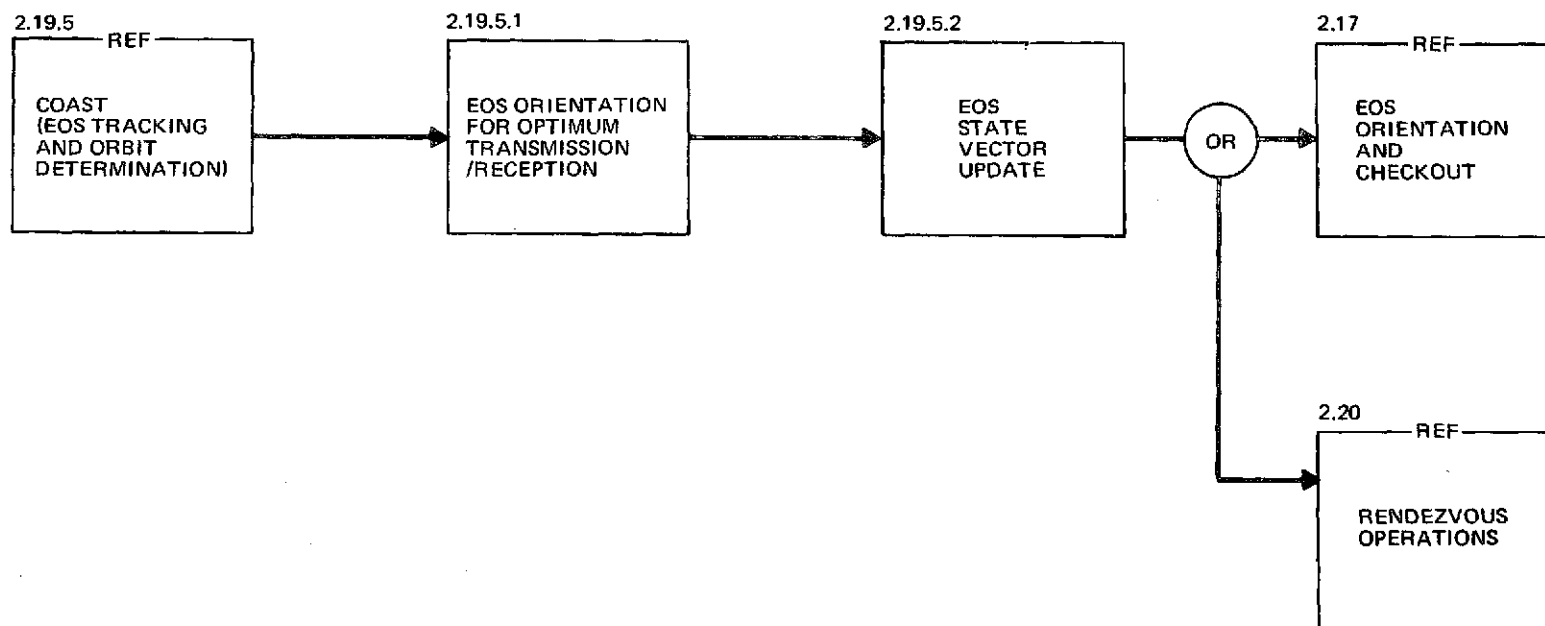 2.19.5
REF
COAST
(EOS TRACKING
AND ORBIT
DETERMINATION)
2.19.5.1
EOS ORIENTATION
FOR OPTIMUM
TRANSMISSION
/RECEPTION
2.19.5.2
EOS
STATE
VECTOR
UPDATE
OR
2.17
REF
EOS
ORIENTATION
AND
CHECKOUT
2.20
REF
RENDEZVOUS
OPERATIONS